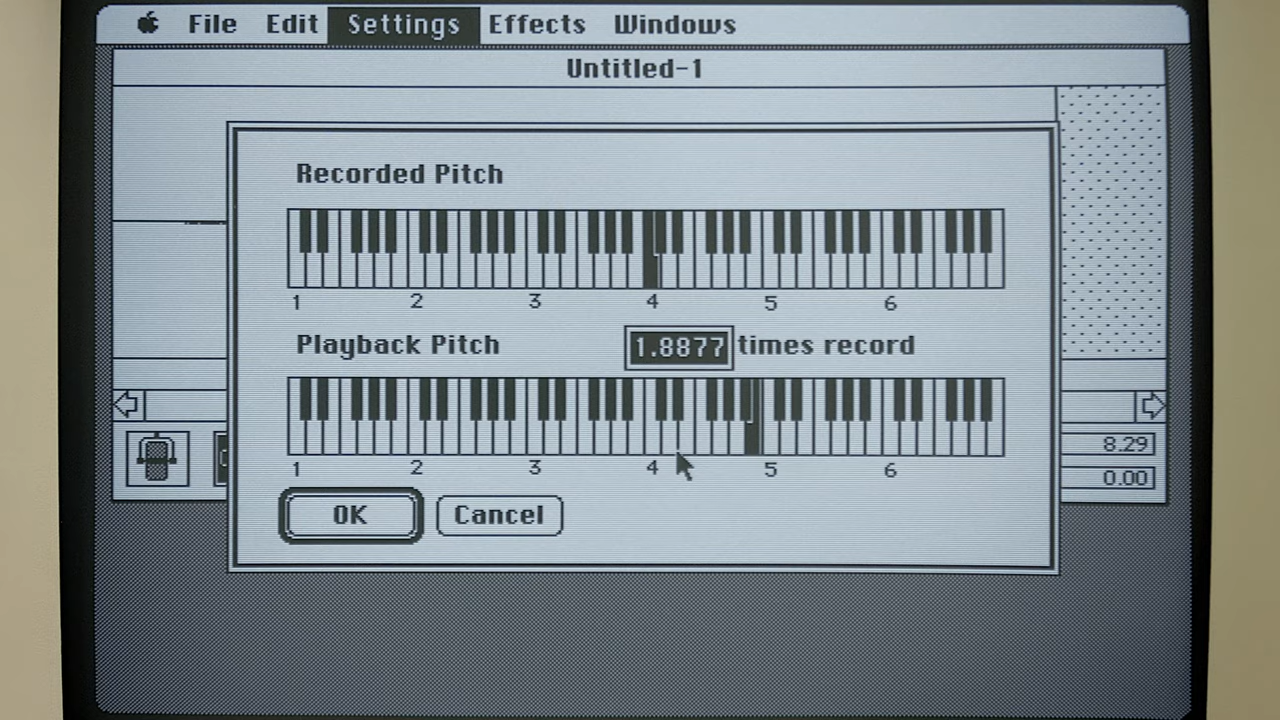 File Edit Settings Effects Windows
Untitled-1
Recorded Pitch
1 2 3 4 5 6
Playback Pitch 1.8877 times record
1 2 3 4 5 6
8.29
0.00
OK Cancel